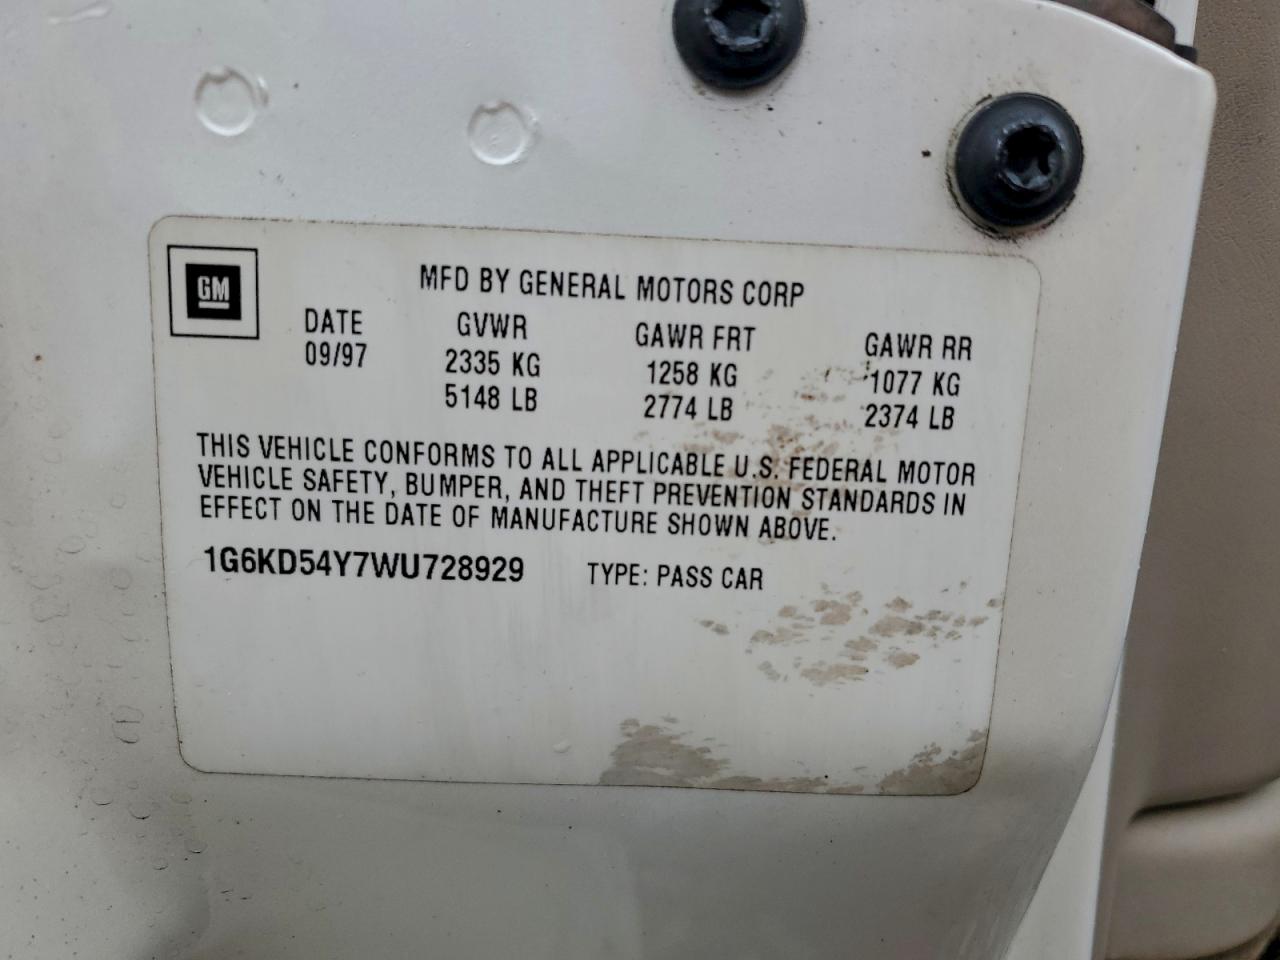 GM
MFD BY GENERAL MOTORS CORP
DATE GVWR GAWR FRT GAWR RR
09/97 2335 KG 1258 KG 1077 KG
5148 LB 2774 LB 2374 LB
THIS VEHICLE CONFORMS TO ALL APPLICABLE U.S. FEDERAL MOTOR
VEHICLE SAFETY, BUMPER, AND THEFT PREVENTION STANDARDS IN
EFFECT ON THE DATE OF MANUFACTURE SHOWN ABOVE.
1G6KD54Y7WU728929 TYPE: PASS CAR